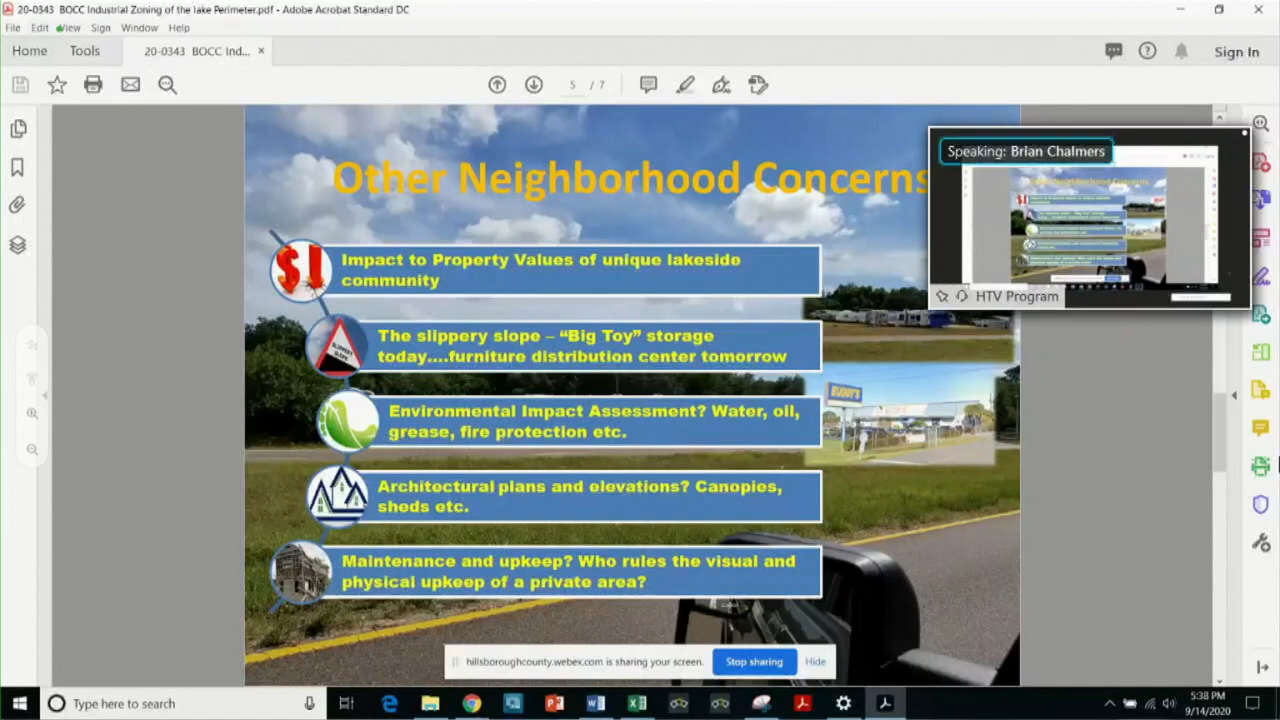 20-0343 BOCC Industrial Zoning of the lake Perimeter.pdf - Adobe Acrobat Standard DC
File Edit View Sign Window Help
Home Tools 20-0343 BOCC Ind... × Sign In
5 / 7
Speaking: Brian Chalmers
HTV Program
Other Neighborhood Concerns
$!
Impact to Property Values of unique lakeside
community
SLIPPERY
SLOPE
The slippery slope – “Big Toy” storage
today....furniture distribution center tomorrow
BUDDY'S
Environmental Impact Assessment? Water, oil,
grease, fire protection etc.
Architectural plans and elevations? Canopies,
sheds etc.
Maintenance and upkeep? Who rules the visual and
physical upkeep of a private area?
hillsboroughcounty.webex.com is sharing your screen. Stop sharing Hide
Type here to search
5:38 PM
9/14/2020